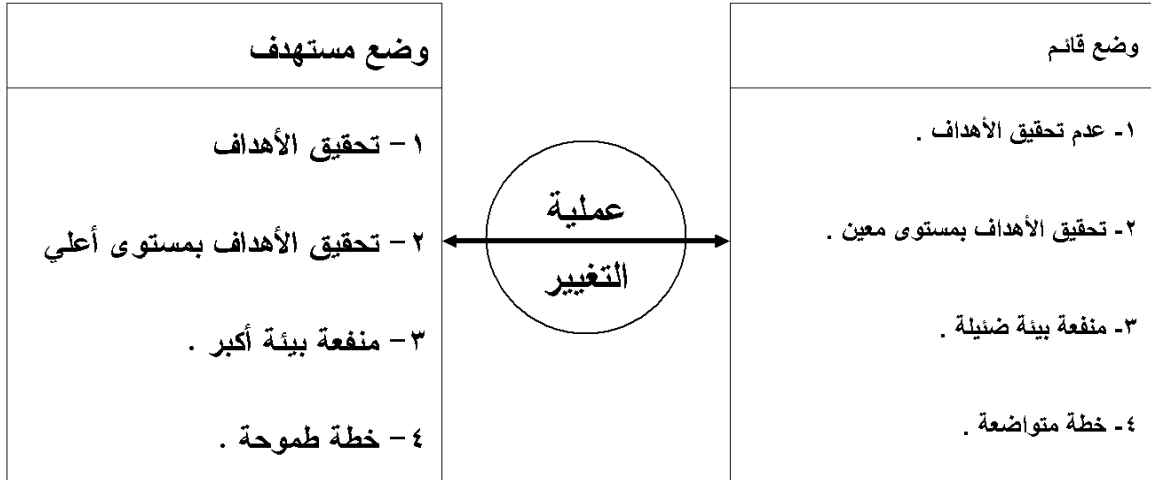 وضع قائم
١- عدم تحقيق الأهداف .
٢- تحقيق الأهداف بمستوى معين .
٣- منفعة بيئة ضئيلة .
٤- خطة متواضعة .
عملية
التغيير
وضع مستهدف
١- تحقيق الأهداف
٢- تحقيق الأهداف بمستوى أعلي
٣- منفعة بيئة أكبر .
٤- خطة طموحة .